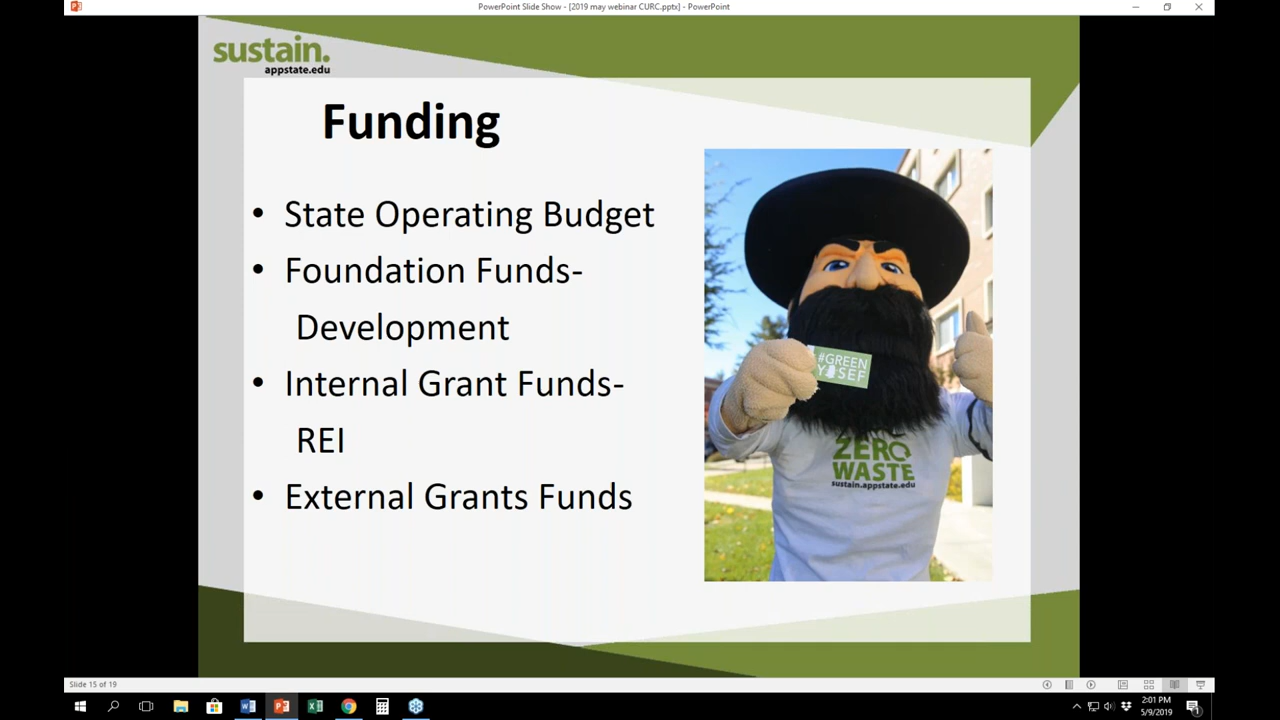 PowerPoint Slide Show - [2019 may webinar CURC.pptx] - PowerPoint
sustain.
appstate.edu
Funding
• State Operating Budget
• Foundation Funds-
Development
• Internal Grant Funds-
REI
• External Grants Funds
#GREEN
Y SEF
ZERO
WASTE
sustain.appstate.edu
Slide 15 of 19
2:01 PM
5/9/2019